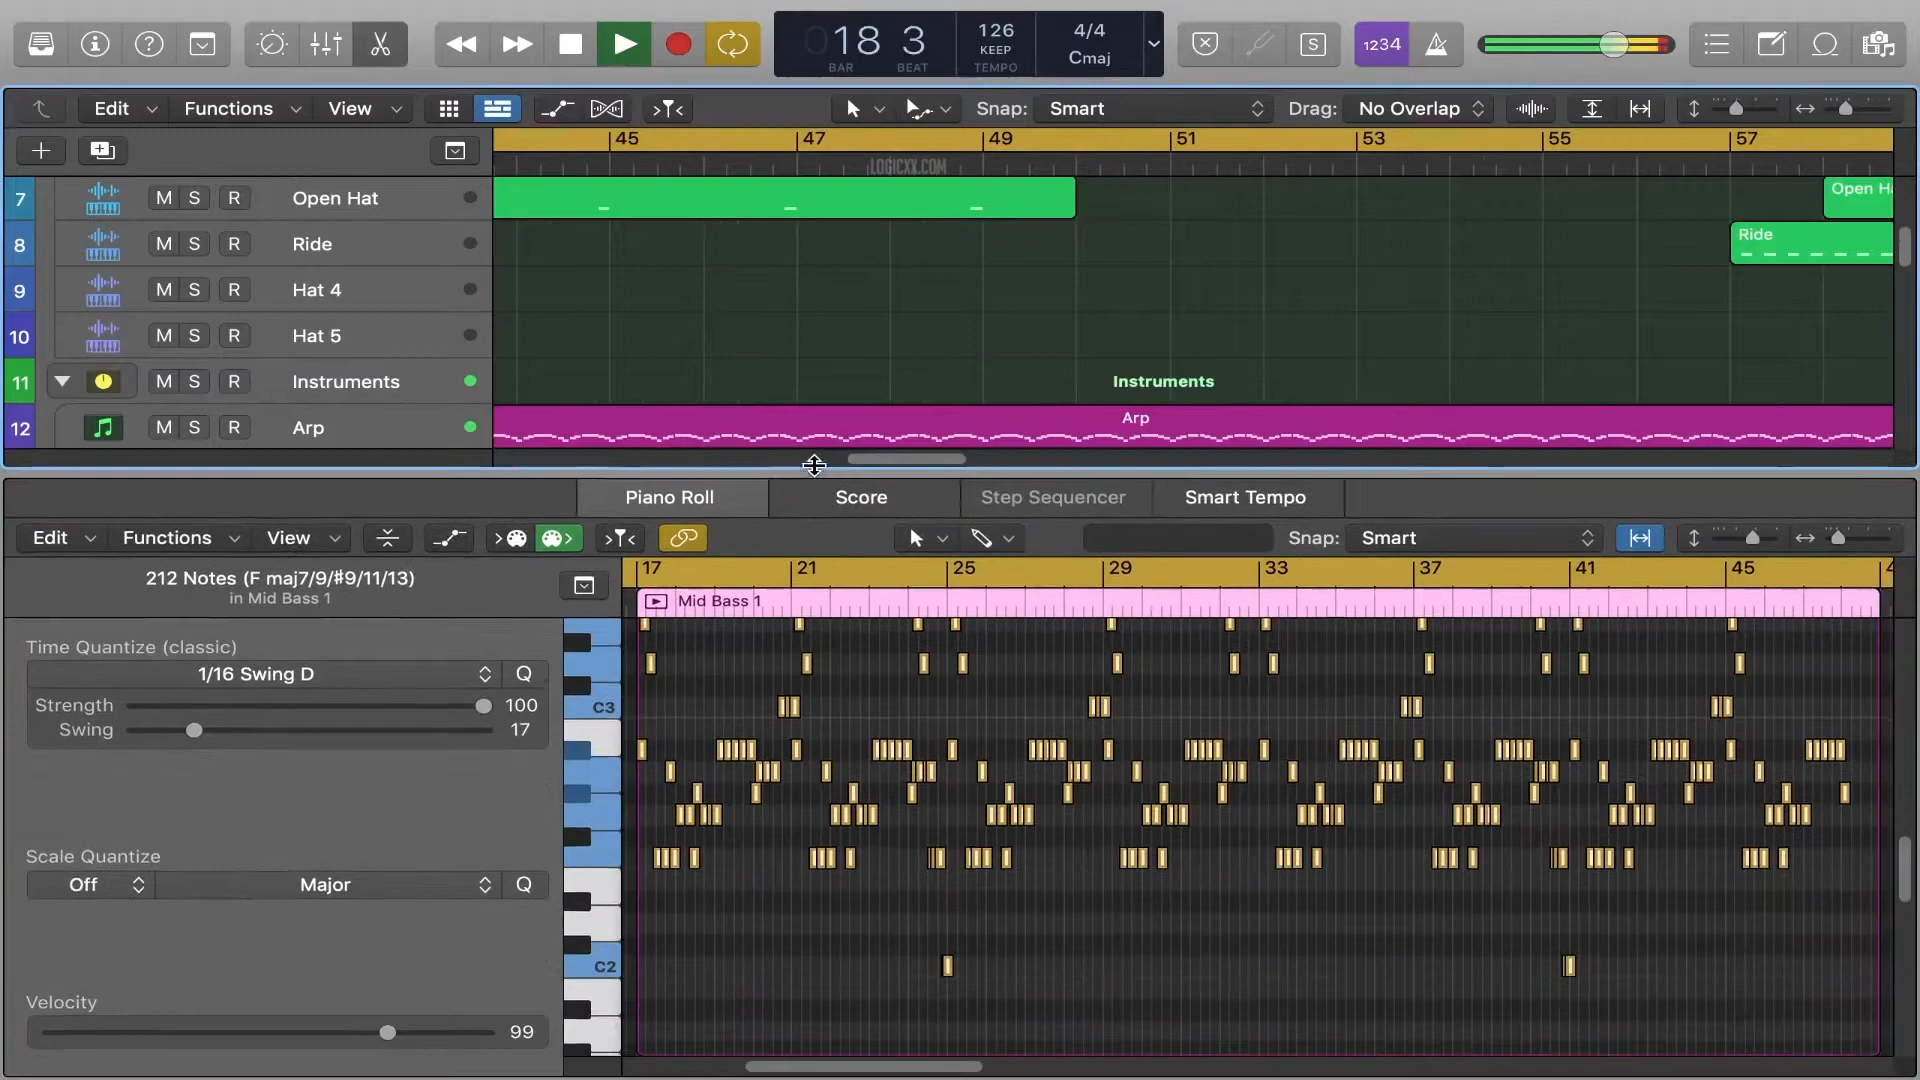 18 3
BAR BEAT
126
KEEP
TEMPO
4/4
Cmaj
S
1234
Edit Functions View Snap: Smart Drag: No Overlap
45 47 49 51 53 55 57
LOGICXX.COM
7 M S R Open Hat
Open Ha
8 M S R Ride
Ride
9 M S R Hat 4
10 M S R Hat 5
11 M S R Instruments
Instruments
12 M S R Arp
Arp
Piano Roll Score Step Sequencer Smart Tempo
Edit Functions View Snap: Smart
212 Notes (F maj7/9/#9/11/13)
in Mid Bass 1
17 21 25 29 33 37 41 45
Mid Bass 1
Time Quantize (classic)
1/16 Swing D Q
Strength 100
Swing 17
C3
Scale Quantize
Off Major Q
C2
Velocity
99